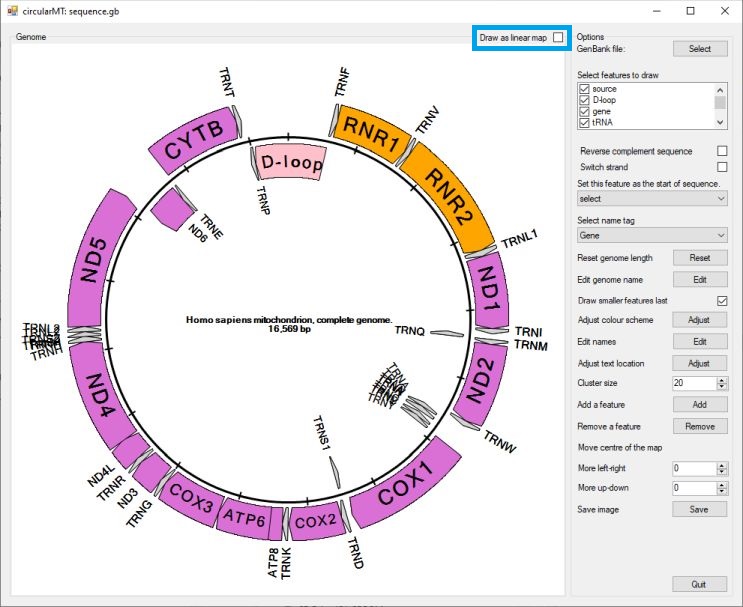 circularMT: sequence.gb
Genome
Draw as linear map
Options
GenBank file:
Select
Select features to draw
source
D-loop
gene
tRNA
Reverse complement sequence
Switch strand
Set this feature as the start of sequence.
select
Select name tag
Gene
Reset genome length
Reset
Edit genome name
Edit
Draw smaller features last
Adjust colour scheme
Adjust
Edit names
Edit
Adjust text location
Adjust
Cluster size
20
Add a feature
Add
Remove a feature
Remove
Move centre of the map
More left-right
0
More up-down
0
Save image
Save
Quit
TRNT
TRNF
CYTB
D-loop
RNR1
TRNV
RNR2
TRNP
TRNE
ND6
TRNL1
ND5
ND1
Homo sapiens mitochondrion, complete genome.
16,569 bp
TRNQ
TRNI
TRNM
TRNL2
TRNH
ND4
ND2
TRNW
TRNS1
COX1
ND4L
TRNR
ND3
TRNG
COX3
ATP6
ATP8
TRNK
COX2
TRND